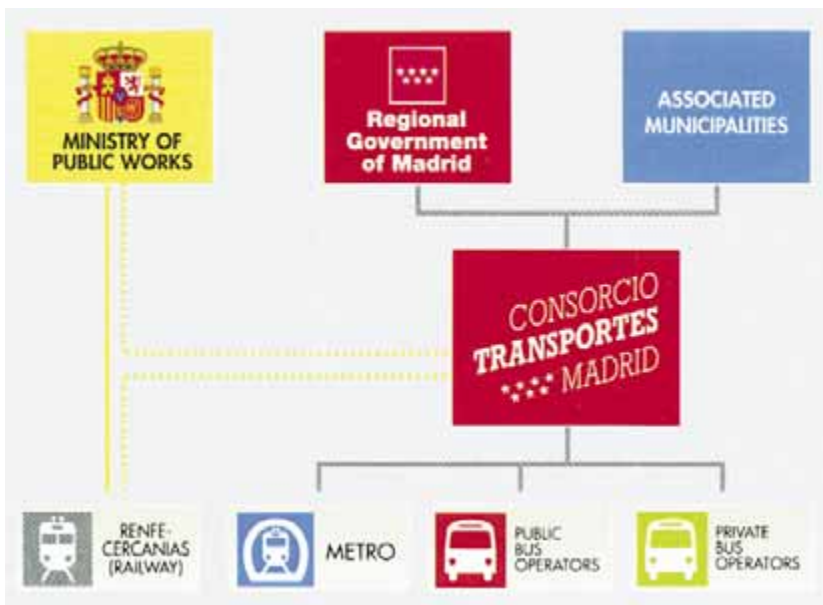 MINISTRY OF
PUBLIC WORKS
Regional
Government
of Madrid
ASSOCIATED
MUNICIPALITIES
CONSORCIO
TRANSPORTES
MADRID
RENFE-
CERCANIAS
(RAILWAY)
METRO
PUBLIC
BUS
OPERATORS
PRIVATE
BUS
OPERATORS